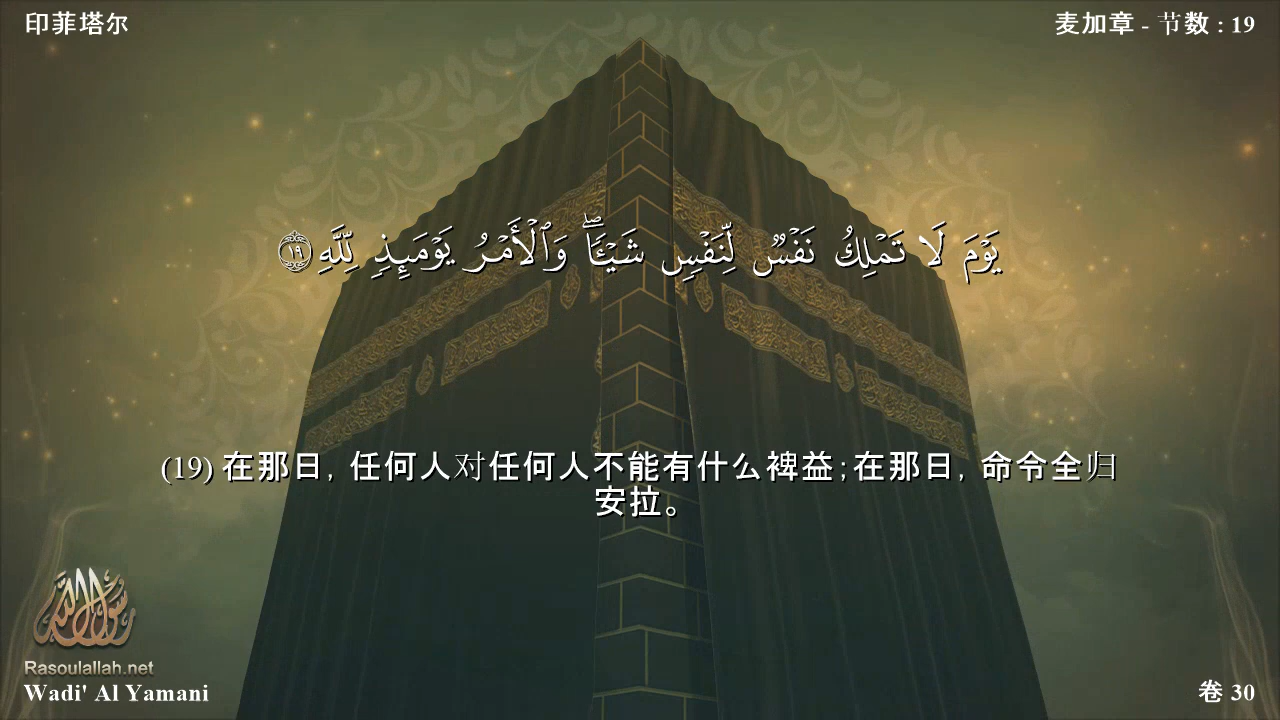 印菲塔尔
麦加章 - 节数 : 19
يَوْمَ لَا تَمْلِكُ نَفْسٌ لِّنَفْسٍ شَيْـًٔا ۖ وَٱلْأَمْرُ يَوْمَئِذٍ لِّلَّهِ ١٩
(19) 在那日, 任何人对任何人不能有什么裨益;在那日, 命令全归
安拉。
رسول الله
Rasoulallah.net
Wadi' Al Yamani
卷 30